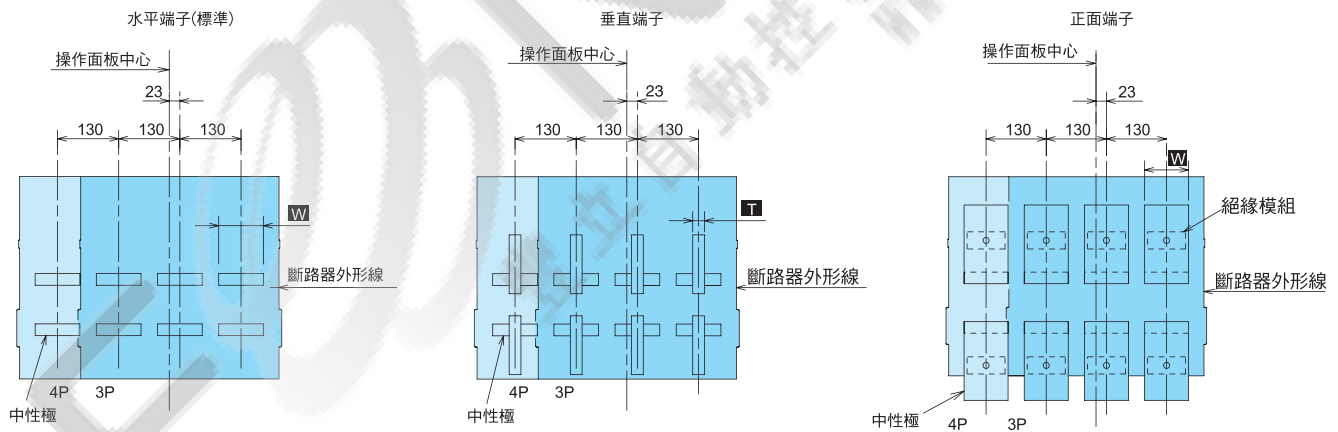 水平端子(標準)
操作面板中心
23
130 130 130
W
斷路器外形線
4P 3P
中性極
垂直端子
操作面板中心
23
130 130 130
T
斷路器外形線
4P 3P
中性極
正面端子
操作面板中心
23
130 130 130
W
絕緣模組
斷路器外形線
中性極
4P 3P